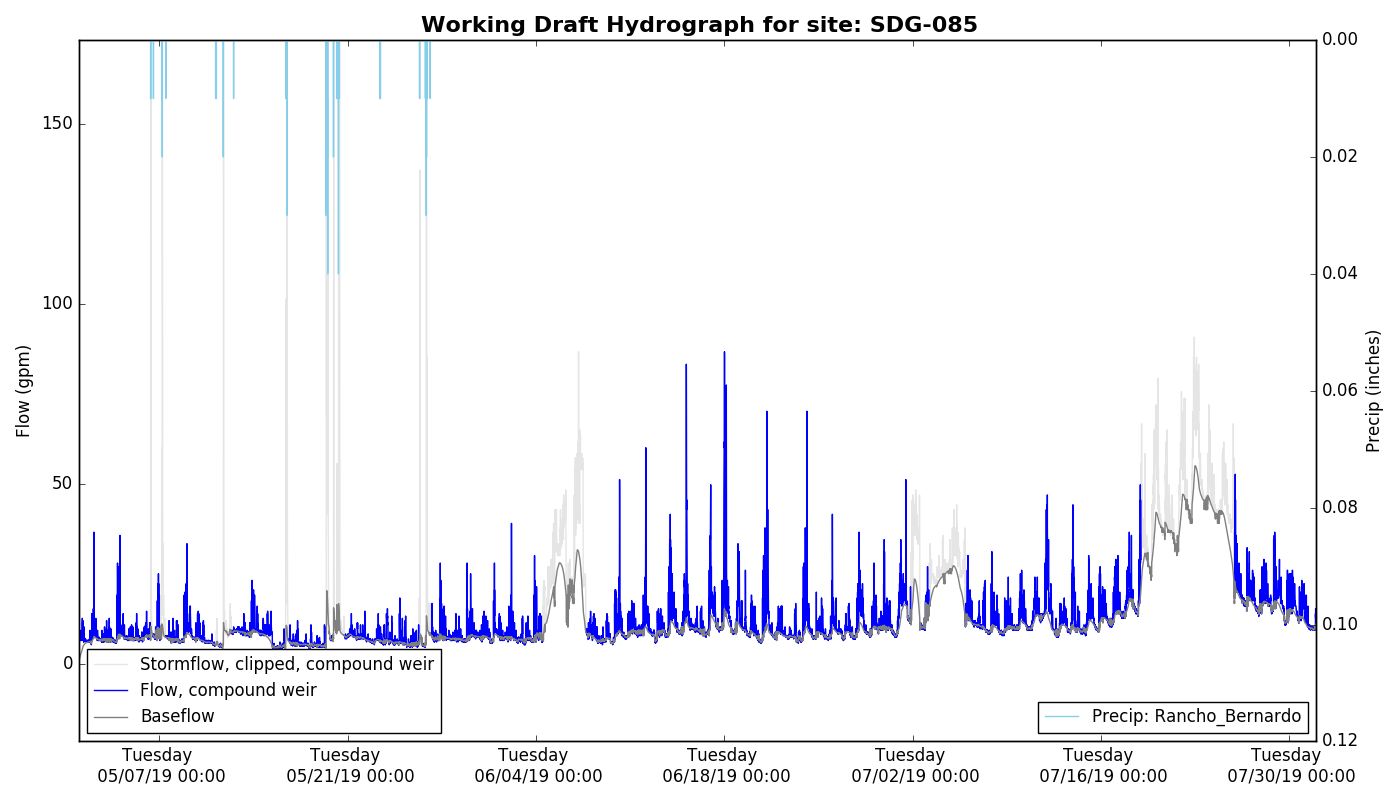 Working Draft Hydrograph for site: SDG-085
150
100
50
0
Flow (gpm)
0.00
0.02
0.04
0.06
0.08
0.10
0.12
Precip (inches)
Stormflow, clipped, compound weir
Flow, compound weir
Baseflow
Precip: Rancho_Bernardo
Tuesday
05/07/19 00:00
Tuesday
05/21/19 00:00
Tuesday
06/04/19 00:00
Tuesday
06/18/19 00:00
Tuesday
07/02/19 00:00
Tuesday
07/16/19 00:00
Tuesday
07/30/19 00:00